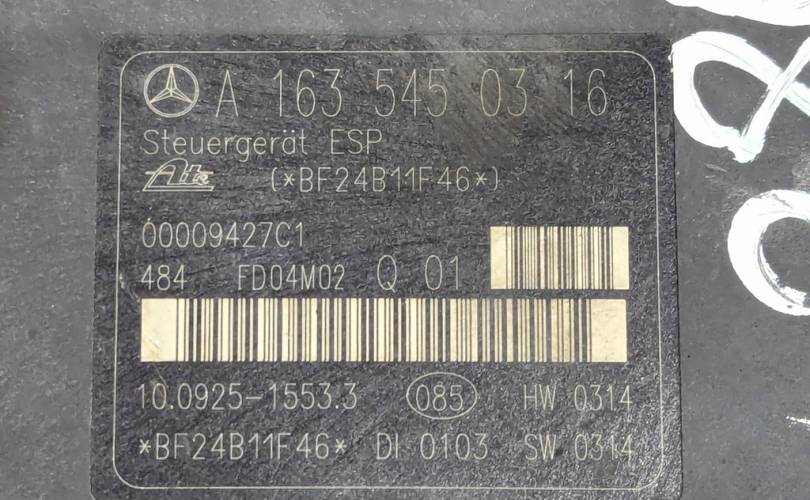 A 163 545 03 16
Steuergerät ESP
Ate (*BF24B11F46*)
00009427C1
484 FD04M02 Q 01
10.0925-1553.3 085 HW 0314
*BF24B11F46* DI 0103 SW 0314